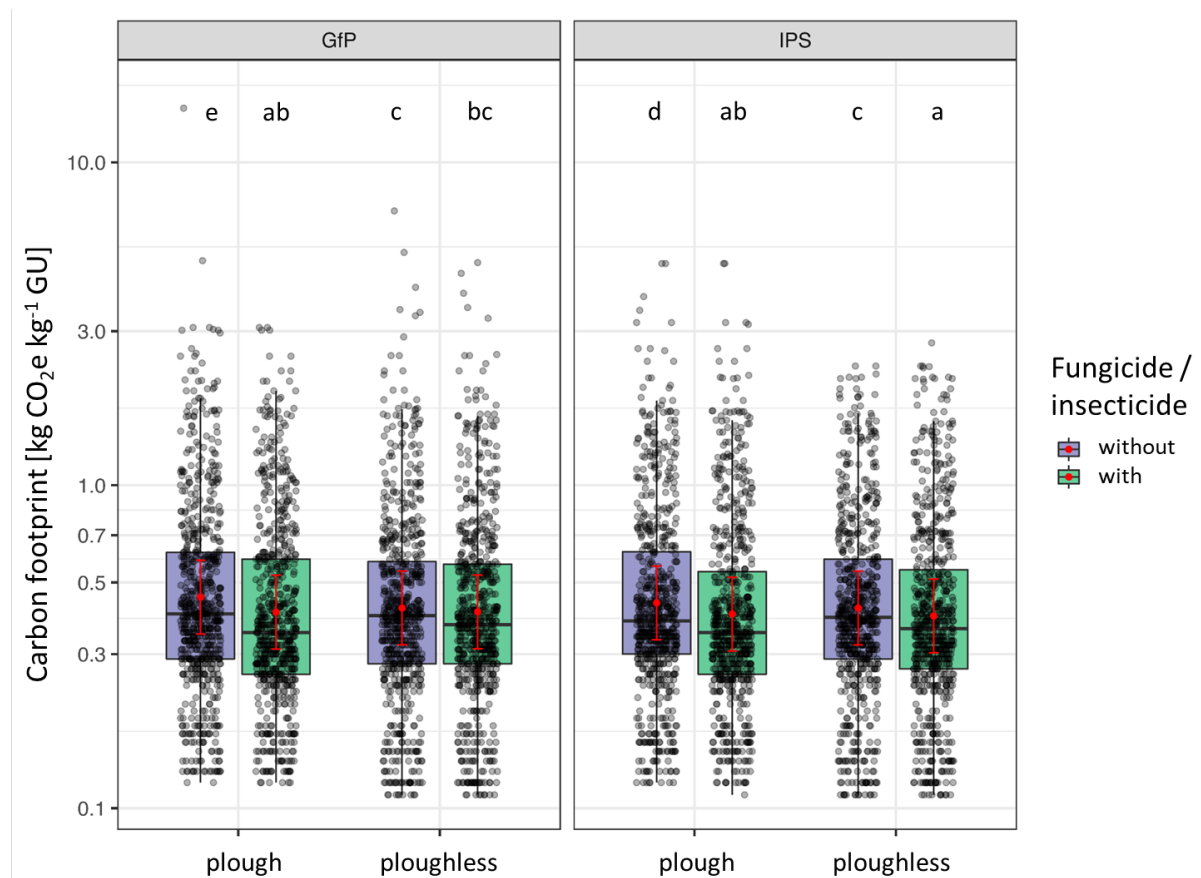 GfP
IPS
e ab c bc
d ab c a
10.0
3.0
1.0
0.7
0.5
0.3
0.1
Carbon footprint [kg CO₂e kg⁻¹ GU]
plough
ploughless
plough
ploughless
Fungicide /
insecticide
without
with